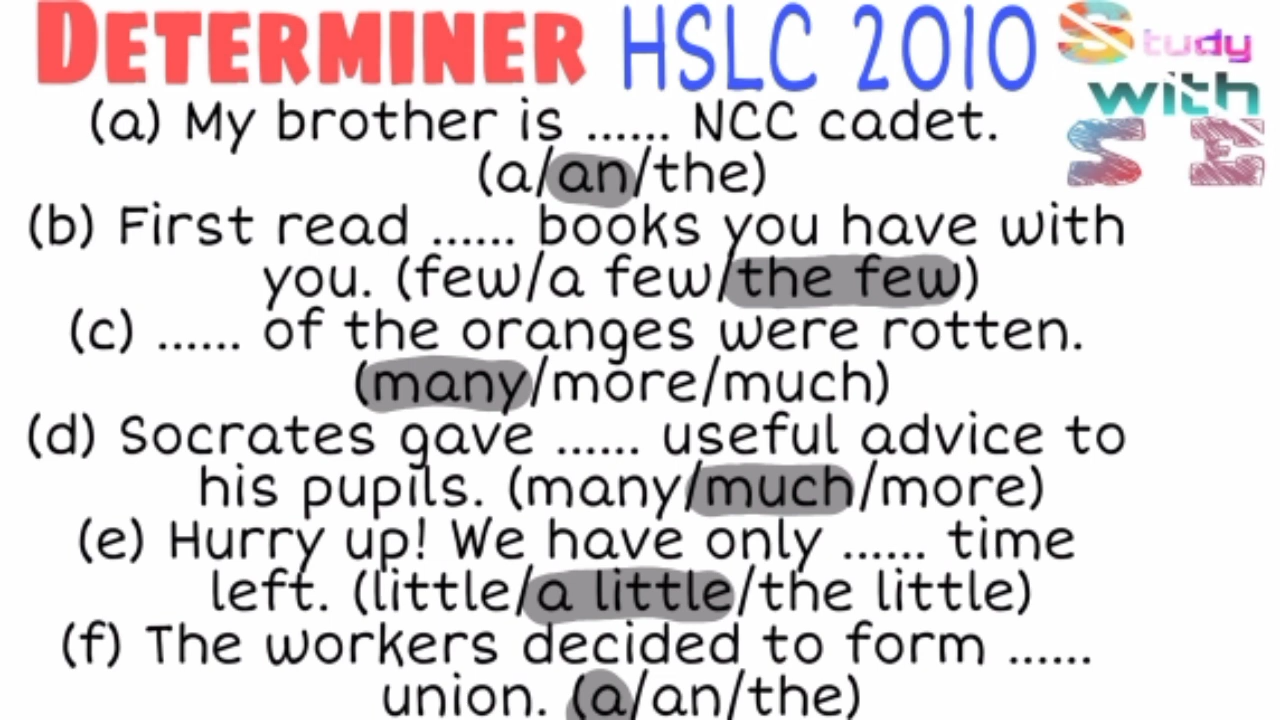 DETERMINER HSLC 2010 Study
with
S E
(a) My brother is ...... NCC cadet.
(a/an/the)
(b) First read ...... books you have with
you. (few/a few/the few)
(c) ...... of the oranges were rotten.
(many/more/much)
(d) Socrates gave ...... useful advice to
his pupils. (many/much/more)
(e) Hurry up! We have only ...... time
left. (little/a little/the little)
(f) The workers decided to form ......
union. (a/an/the)